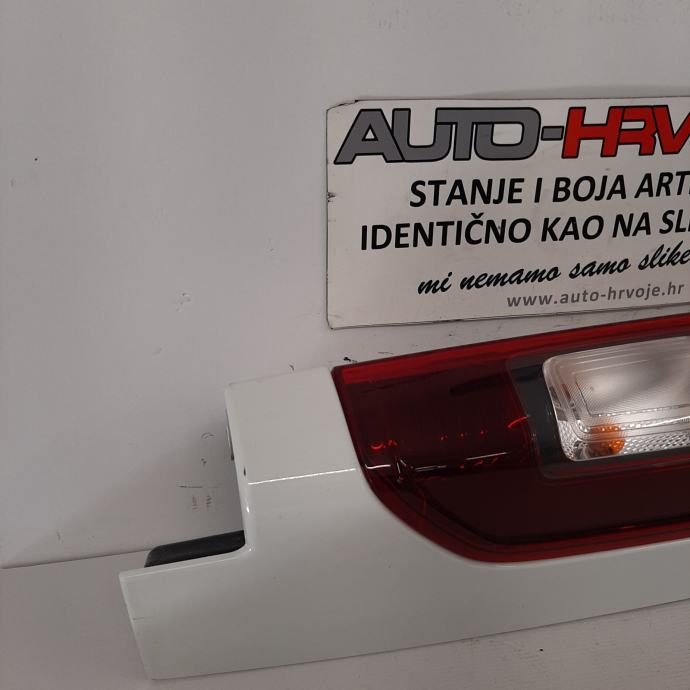 AUTO-HRV
STANJE I BOJA ART
IDENTIČNO KAO NA SL
mi nemamo samo slike
www.auto-hrvoje.hr